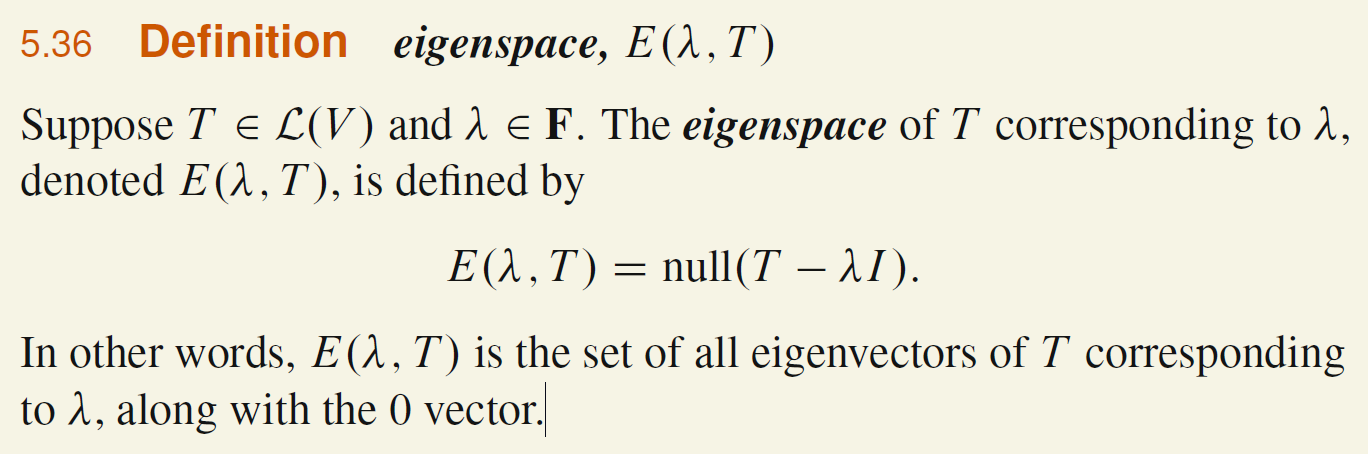 5.36 Definition eigenspace, E(λ, T)
Suppose T ∈ ℒ(V) and λ ∈ F. The eigenspace of T corresponding to λ,
denoted E(λ, T), is defined by
E(λ, T) = null(T − λI).
In other words, E(λ, T) is the set of all eigenvectors of T corresponding
to λ, along with the 0 vector.